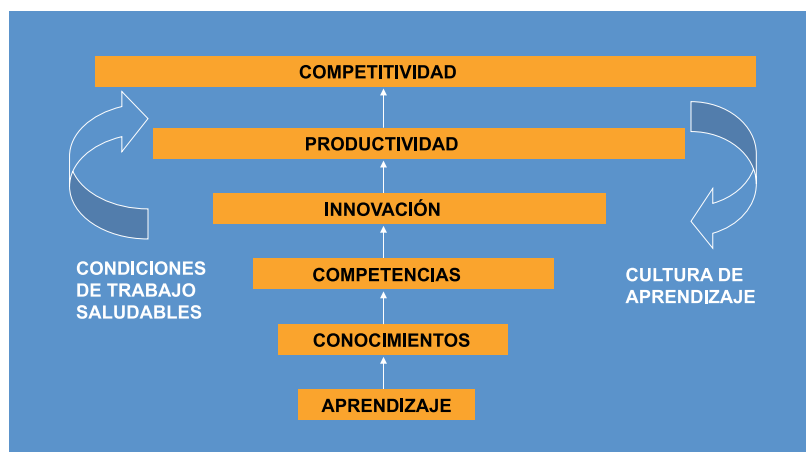 COMPETITIVIDAD
PRODUCTIVIDAD
INNOVACIÓN
COMPETENCIAS
CONDICIONES
DE TRABAJO
SALUDABLES
CULTURA DE
APRENDIZAJE
CONOCIMIENTOS
APRENDIZAJE